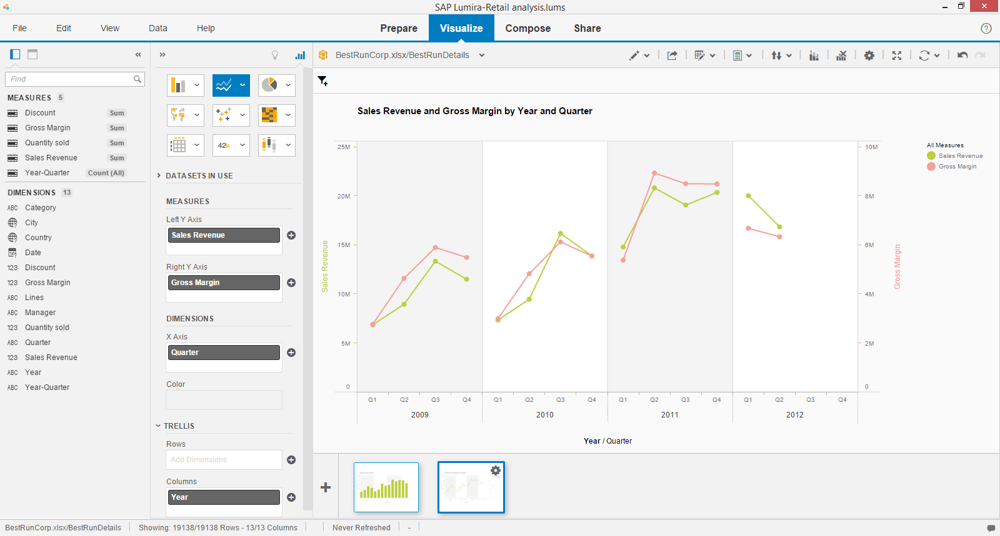 SAP Lumira-Retail analysis.lums
File Edit View Data Help Prepare Visualize Compose Share
Find
MEASURES 5
Discount Sum
Gross Margin Sum
Quantity sold Sum
Sales Revenue Sum
Year-Quarter Count (All)
DIMENSIONS 13
ABC Category
City
Country
Date
123 Discount
123 Gross Margin
ABC Lines
ABC Manager
123 Quantity sold
ABC Quarter
123 Sales Revenue
ABC Year
ABC Year-Quarter
42k
DATASETS IN USE
MEASURES
Left Y Axis
Sales Revenue
Right Y Axis
Gross Margin
DIMENSIONS
X Axis
Quarter
Color
TRELLIS
Rows
Add Dimensions
Columns
Year
BestRunCorp.xlsx/BestRunDetails
Sales Revenue and Gross Margin by Year and Quarter
25M
20M
15M
10M
5M
0
Sales Revenue
10M
8M
6M
4M
2M
0
Gross Margin
All Measures
Sales Revenue
Gross Margin
Q1 Q2 Q3 Q4 Q1 Q2 Q3 Q4 Q1 Q2 Q3 Q4 Q1 Q2 Q3 Q4
2009 2010 2011 2012
Year / Quarter
BestRunCorp.xlsx/BestRunDetails Showing: 19138/19138 Rows - 13/13 Columns Never Refreshed -